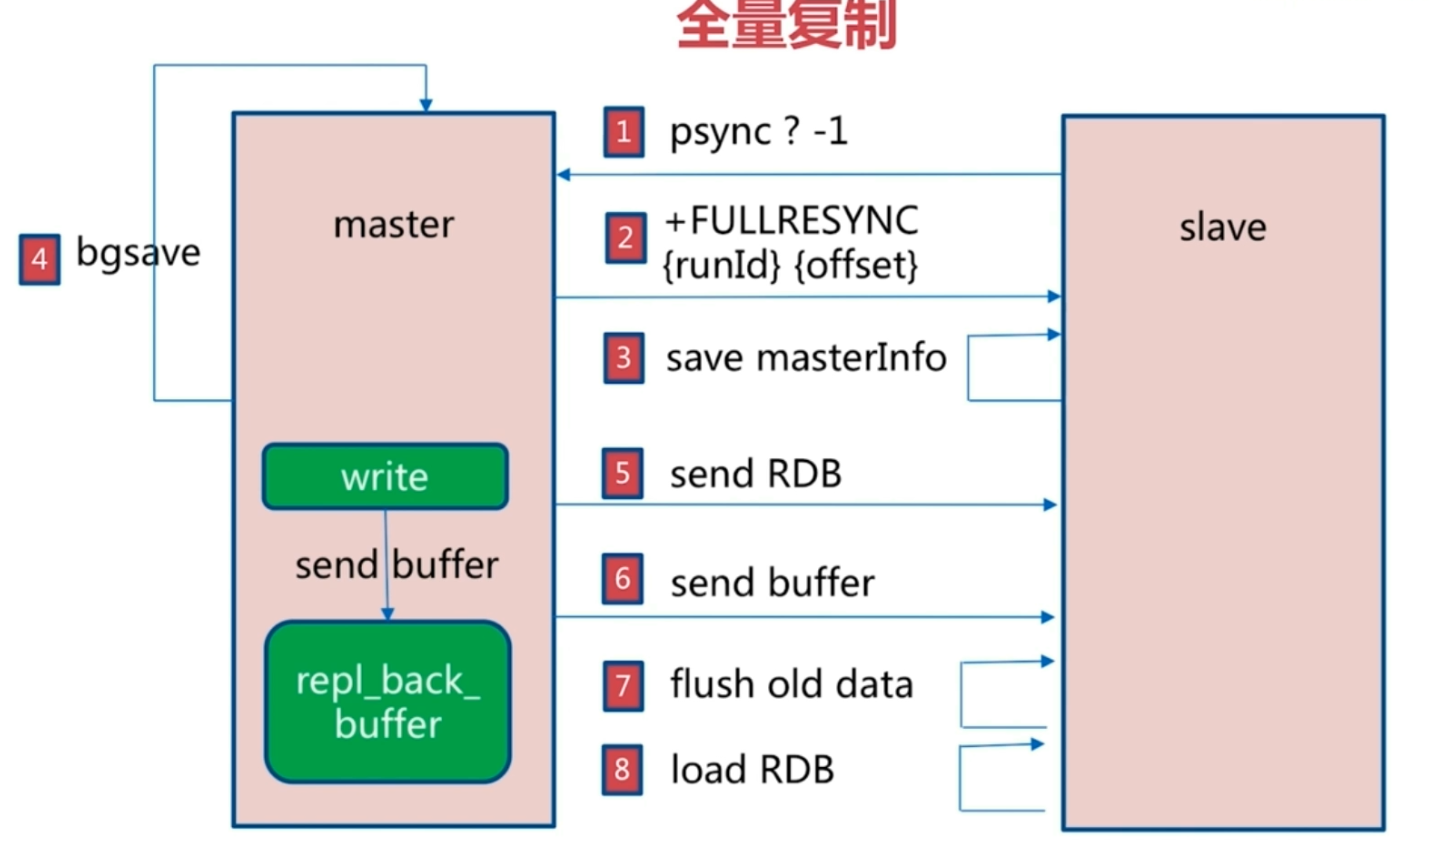 全量复制
1 psync ? -1
master
slave
2 +FULLRESYNC
{runId} {offset}
4 bgsave
3 save masterInfo
write
5 send RDB
send buffer
6 send buffer
repl_back_
buffer
7 flush old data
8 load RDB